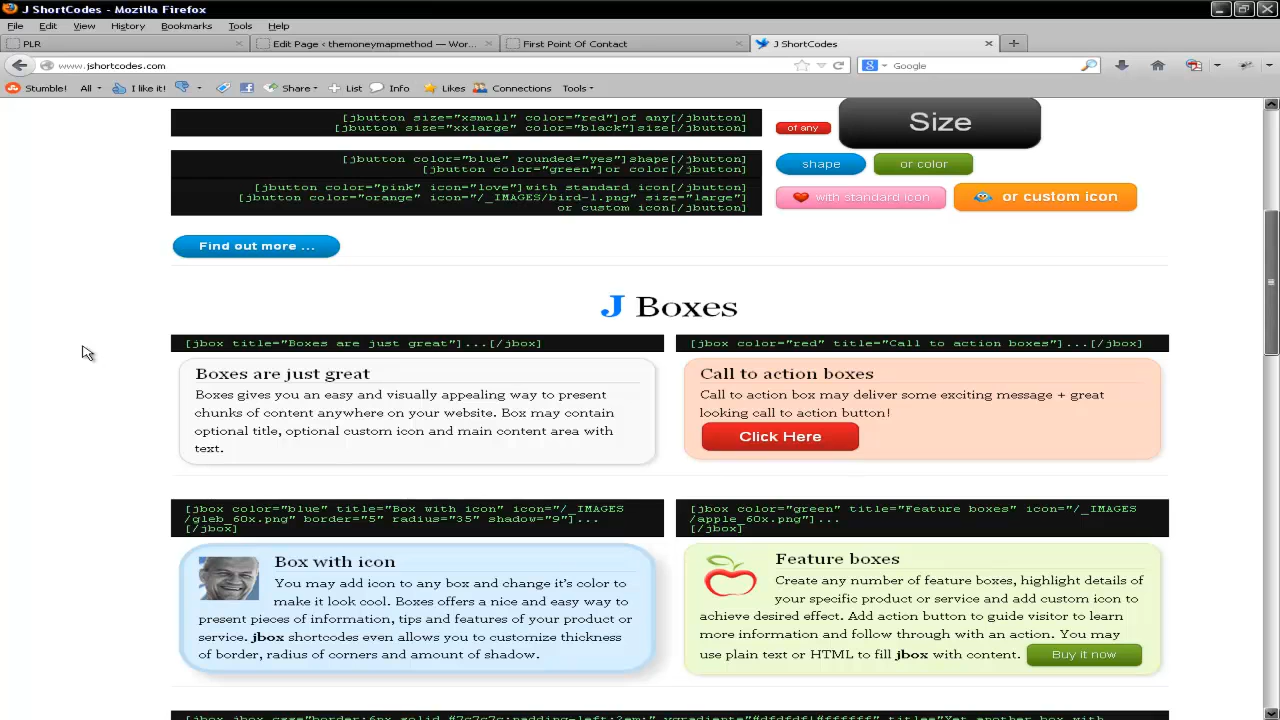 J ShortCodes - Mozilla Firefox
File Edit View History Bookmarks Tools Help
PLR
Edit Page ‹ themoneymapmethod — Wor...
First Point Of Contact
J ShortCodes
www.jshortcodes.com
Google
Stumble! All I like it! Share List Info Likes Connections Tools
[jbutton size="xsmall" color="red"]of any[/jbutton]
[jbutton size="xxlarge" color="black"]size[/jbutton]
of any
Size
[jbutton color="blue" rounded="yes"]shape[/jbutton]
[jbutton color="green"]or color[/jbutton]
shape
or color
[jbutton color="pink" icon="love"]with standard icon[/jbutton]
[jbutton color="orange" icon="/_IMAGES/bird-1.png" size="large"]
or custom icon[/jbutton]
with standard icon
or custom icon
Find out more ...
J Boxes
[jbox title="Boxes are just great"]...[/jbox]
Boxes are just great
Boxes gives you an easy and visually appealing way to present
chunks of content anywhere on your website. Box may contain
optional title, optional custom icon and main content area with
text.
[jbox color="red" title="Call to action boxes"]...[/jbox]
Call to action boxes
Call to action box may deliver some exciting message + great
looking call to action button!
Click Here
[jbox color="blue" title="Box with icon" icon="/_IMAGES
/gleb_60x.png" border="5" radius="35" shadow="9"]...
[/jbox]
Box with icon
You may add icon to any box and change it's color to
make it look cool. Boxes offers a nice and easy way to
present pieces of information, tips and features of your product or
service. jbox shortcodes even allows you to customize thickness
of border, radius of corners and amount of shadow.
[jbox color="green" title="Feature boxes" icon="/_IMAGES
/apple_60x.png"]...
[/jbox]
Feature boxes
Create any number of feature boxes, highlight details of
your specific product or service and add custom icon to
achieve desired effect. Add action button to guide visitor to learn
more information and follow through with an action. You may
use plain text or HTML to fill jbox with content.
Buy it now